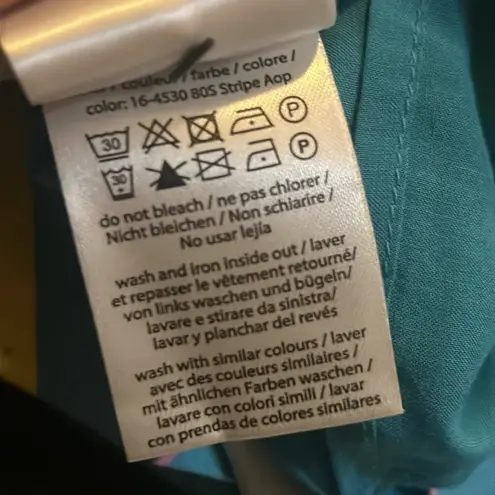 couleur / farbe / colore /
color: 16-4530 80S Stripe Aop
30 P
30 P
do not bleach / ne pas chlorer /
Nicht bleichen / Non schiarire /
No usar lejía
wash and iron inside out / laver
et repasser le vêtement retourné/
von links waschen und bügeln/
lavare e stirare da sinistra/
lavar y planchar del revés
wash with similar colours / laver
avec des couleurs similaires /
mit ähnlichen Farben waschen /
lavare con colori simili / lavar
con prendas de colores similares